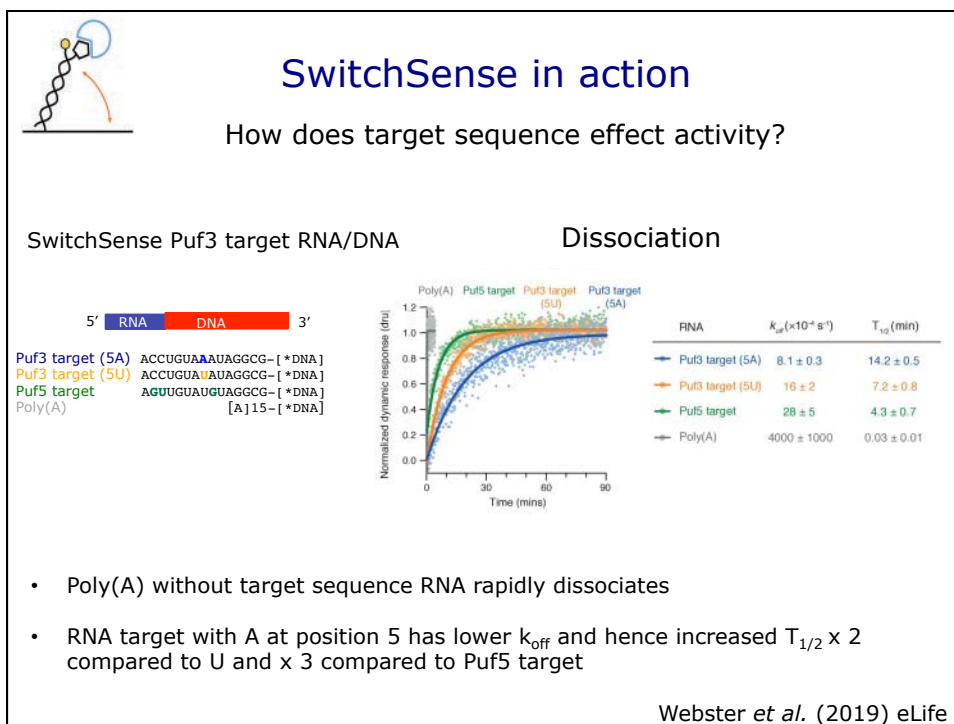 SwitchSense in action
How does target sequence effect activity?
SwitchSense Puf3 target RNA/DNA
Dissociation
5’ RNA DNA 3’
Puf3 target (5A) ACCUGUAAAUAGGCG-[*DNA]
Puf3 target (5U) ACCUGUAUAUAGGCG-[*DNA]
Puf5 target AGUUGUAUGUAGGCG-[*DNA]
Poly(A) [A]15-[*DNA]
Poly(A) Puf5 target Puf3 target (5U) Puf3 target (5A)
Normalized dynamic response [dru]
1.2
1.0
0.8
0.6
0.4
0.2
0.0
0 30 60 90
Time (mins)
RNA koff (×10⁻⁴ s⁻¹) T1/2 (min)
Puf3 target (5A) 8.1 ± 0.3 14.2 ± 0.5
Puf3 target (5U) 16 ± 2 7.2 ± 0.8
Puf5 target 28 ± 5 4.3 ± 0.7
Poly(A) 4000 ± 1000 0.03 ± 0.01
• Poly(A) without target sequence RNA rapidly dissociates
• RNA target with A at position 5 has lower koff and hence increased T1/2 x 2
compared to U and x 3 compared to Puf5 target
Webster et al. (2019) eLife